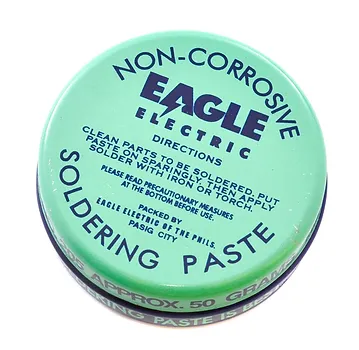 NON-CORROSIVE
EAGLE
ELECTRIC
DIRECTIONS
CLEAN PARTS TO BE SOLDERED. PUT
PASTE ON SPARINGLY, THEN APPLY
SOLDER WITH IRON OR TORCH.
PLEASE READ PRECAUTIONARY MEASURES
AT THE BOTTOM BEFORE USE.
PACKED BY
EAGLE ELECTRIC OF THE PHILS.
PASIG CITY
SOLDERING PASTE
APPROX. 50 GRAMS
PASTE IS